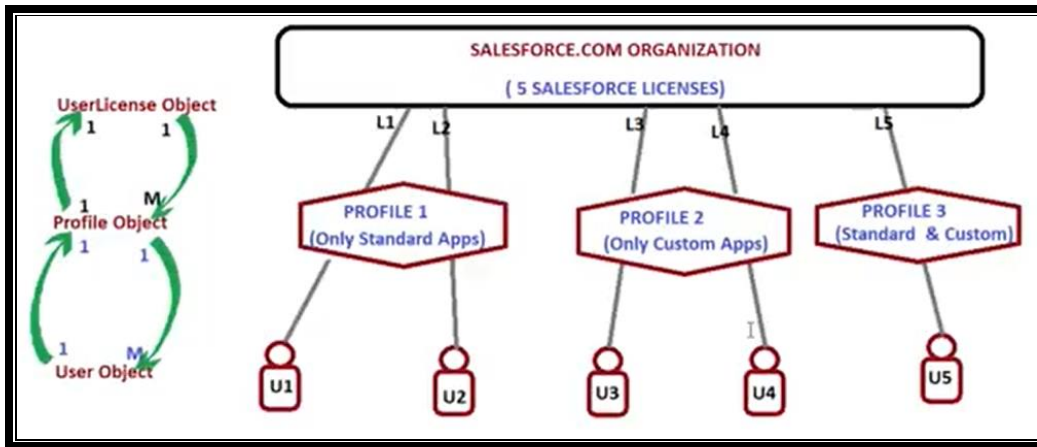 SALESFORCE.COM ORGANIZATION
( 5 SALESFORCE LICENSES)
UserLicense Object
1 1
L1 L2 L3 L4 L5
1 M
Profile Object
1 1
PROFILE 1
(Only Standard Apps)
PROFILE 2
(Only Custom Apps)
PROFILE 3
(Standard & Custom)
1 M
User Object
U1 U2 U3 U4 U5